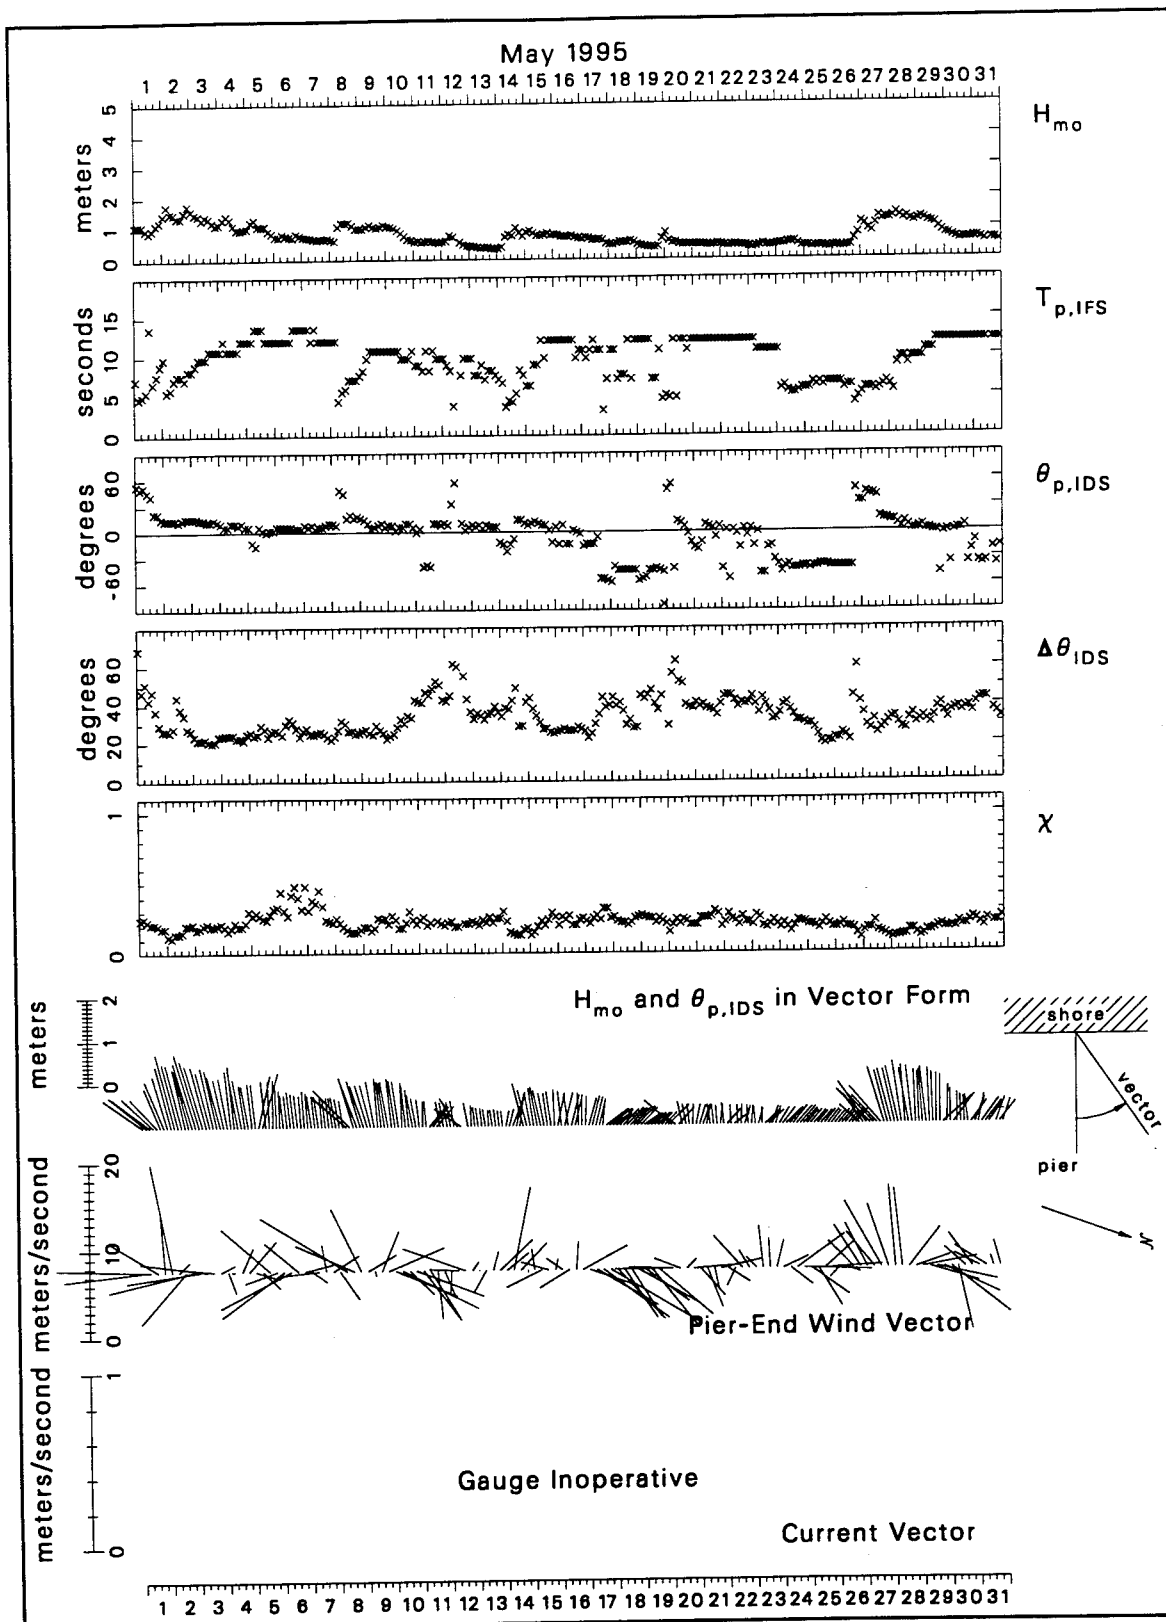 May 1995
1 2 3 4 5 6 7 8 9 10 11 12 13 14 15 16 17 18 19 20 21 22 23 24 25 26 27 28 29 30 31
5
4
3
2
1
0
meters
H mo
15
10
5
0
seconds
T p,IFS
60
0
-60
degrees
θ p,IDS
60
40
20
0
degrees
Δθ IDS
1
0
χ
H mo and θ p,IDS in Vector Form
2
1
0
meters
shore
vector
pier
N
20
10
0
meters/second
Pier-End Wind Vector
1
0
meters/second
Gauge Inoperative
Current Vector
1 2 3 4 5 6 7 8 9 10 11 12 13 14 15 16 17 18 19 20 21 22 23 24 25 26 27 28 29 30 31